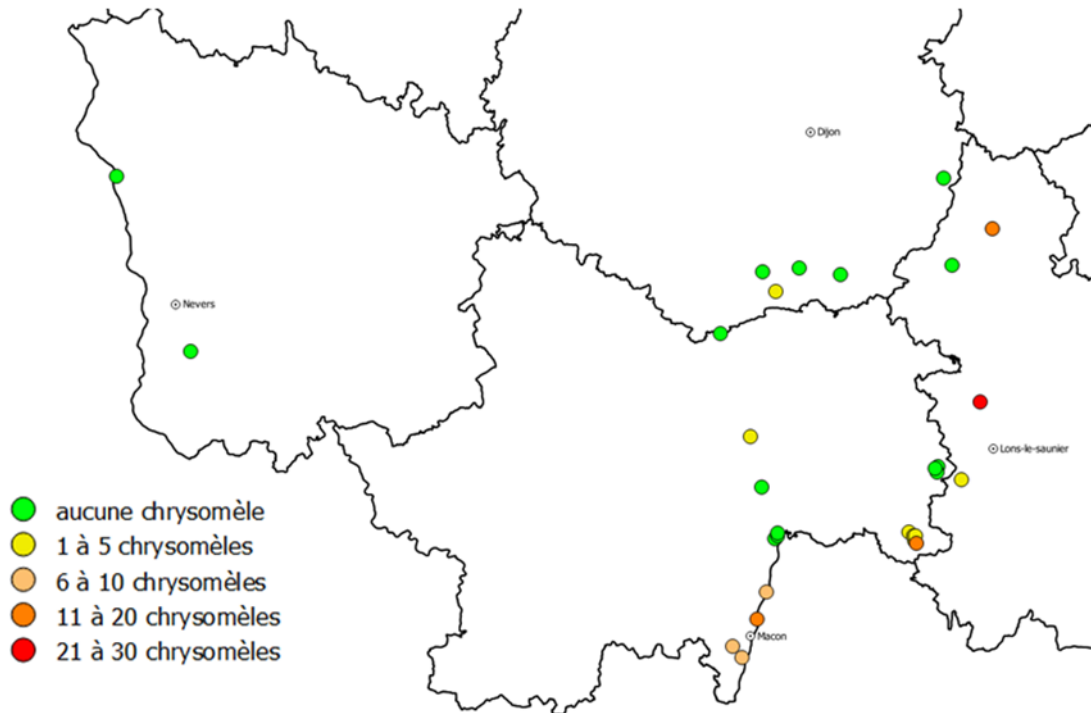 Dijon
Nevers
Lons-le-saunier
aucune chrysomèle
1 à 5 chrysomèles
6 à 10 chrysomèles
11 à 20 chrysomèles
21 à 30 chrysomèles
Macon